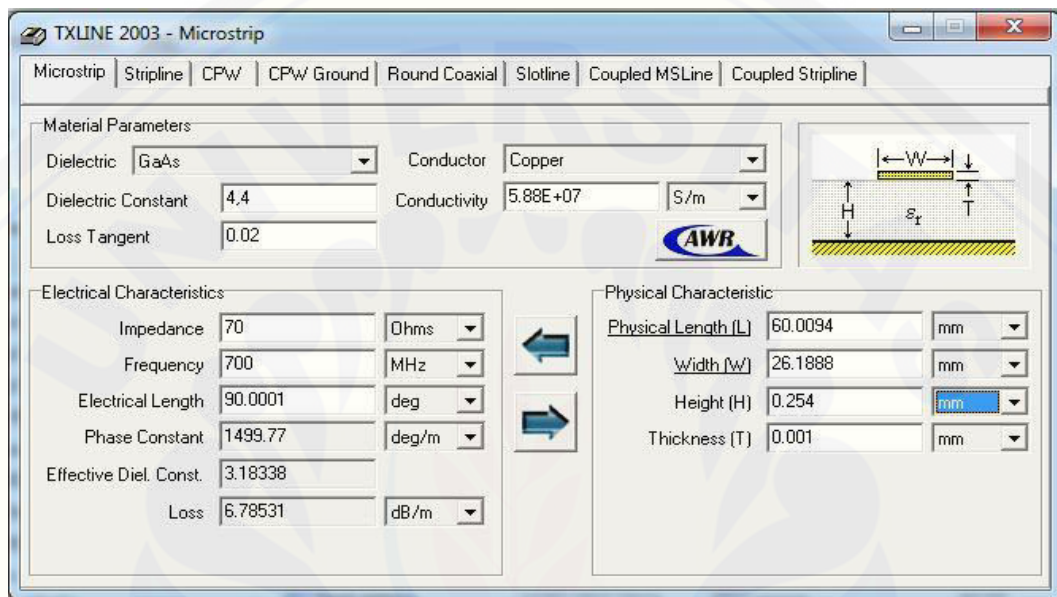 TXLINE 2003 - Microstrip
Microstrip Stripline CPW CPW Ground Round Coaxial Slotline Coupled MSLine Coupled Stripline
Material Parameters
Dielectric GaAs Conductor Copper
Dielectric Constant 4,4 Conductivity 5.88E+07 S/m
Loss Tangent 0.02
AWR
W
H
εr
T
Electrical Characteristics
Impedance 70 Ohms
Frequency 700 MHz
Electrical Length 90.0001 deg
Phase Constant 1499.77 deg/m
Effective Diel. Const. 3.18338
Loss 6.78531 dB/m
Physical Characteristic
Physical Length (L) 60.0094 mm
Width (W) 26.1888 mm
Height (H) 0.254 mm
Thickness (T) 0.001 mm